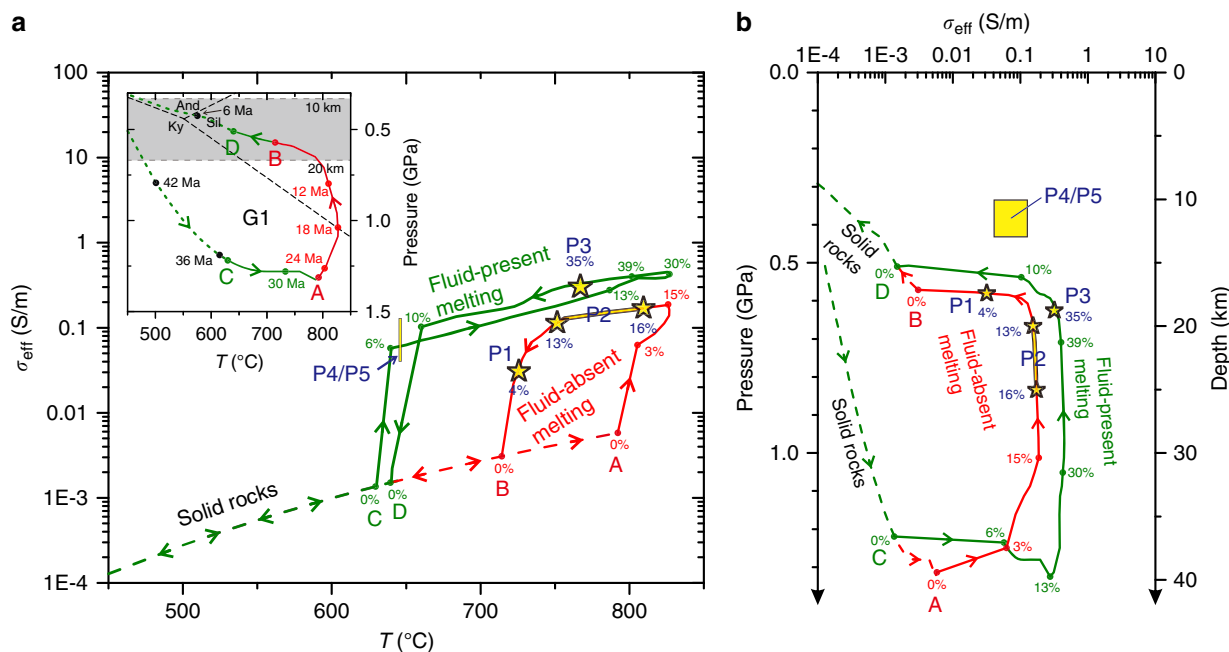 a
σeff (S/m)
100
10
1
0.1
0.01
1E-3
1E-4
500
600
700
800
T (°C)
And
6 Ma
10 km
Ky
Sil
D
B
20 km
42 Ma
12 Ma
G1
18 Ma
36 Ma
24 Ma
C
30 Ma
A
500 600 700 800
T (°C)
0.5
1.0
1.5
Pressure (GPa)
Fluid-present
melting
P3
35%
39%
30%
13%
10%
6%
P2
15%
16%
13%
3%
P1
4%
P4/P5
Fluid-absent
melting
0%
A
0%
B
0%
C
0%
D
Solid rocks
b
σeff (S/m)
1E-4
1E-3
0.01
0.1
1
10
0.0
0.5
1.0
Pressure (GPa)
0
10
20
30
40
Depth (km)
P4/P5
Solid
rocks
0%
D
10%
0%
B
P1
4%
P3
35%
13%
39%
P2
16%
Fluid-absent
melting
Fluid-present
melting
Solid rocks
15%
30%
0%
C
6%
3%
0%
A
13%